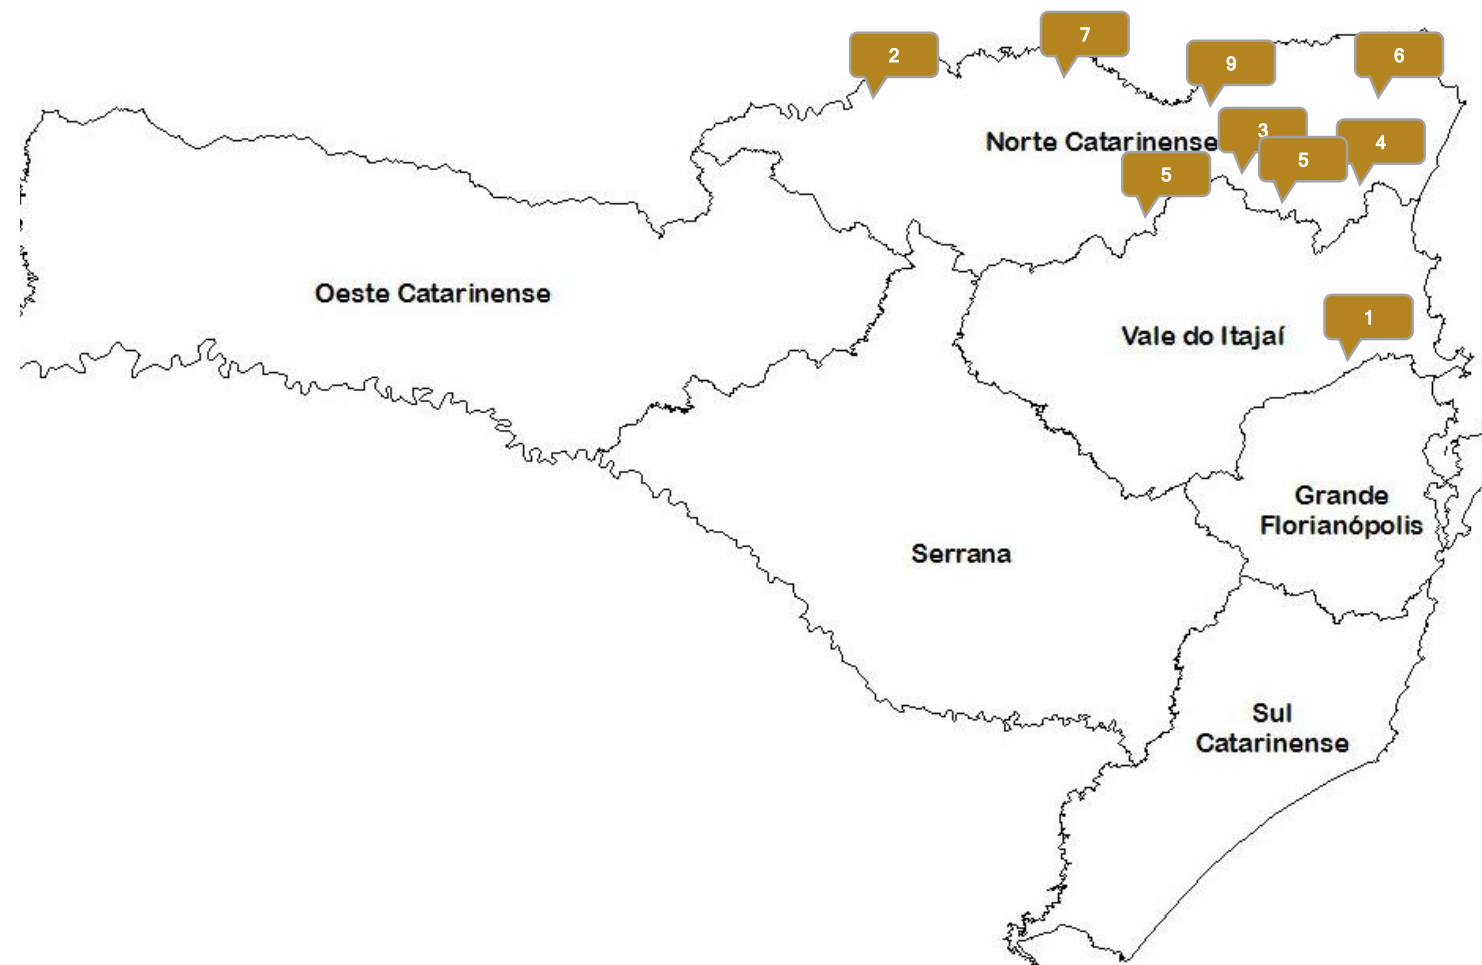 7
2
9
6
3
4
Norte Catarinense
5
5
Oeste Catarinense
1
Vale do Itajaí
Grande
Florianópolis
Serrana
Sul
Catarinense